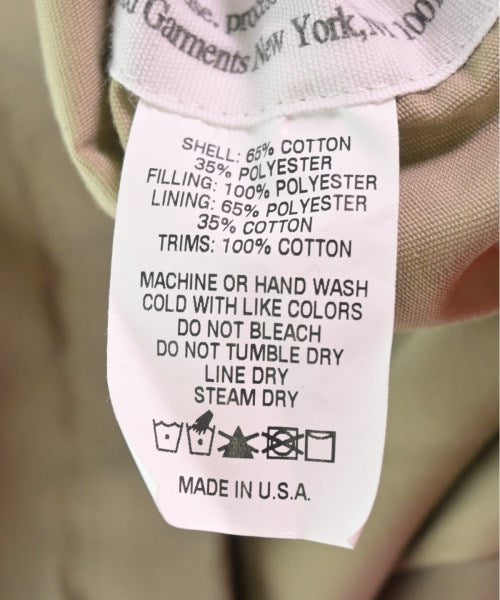 Garments New York, 
SHELL: 65% COTTON
35% POLYESTER
FILLING: 100% POLYESTER
LINING: 65% POLYESTER
35% COTTON
TRIMS: 100% COTTON
MACHINE OR HAND WASH
COLD WITH LIKE COLORS
DO NOT BLEACH
DO NOT TUMBLE DRY
LINE DRY
STEAM DRY
MADE IN U.S.A.